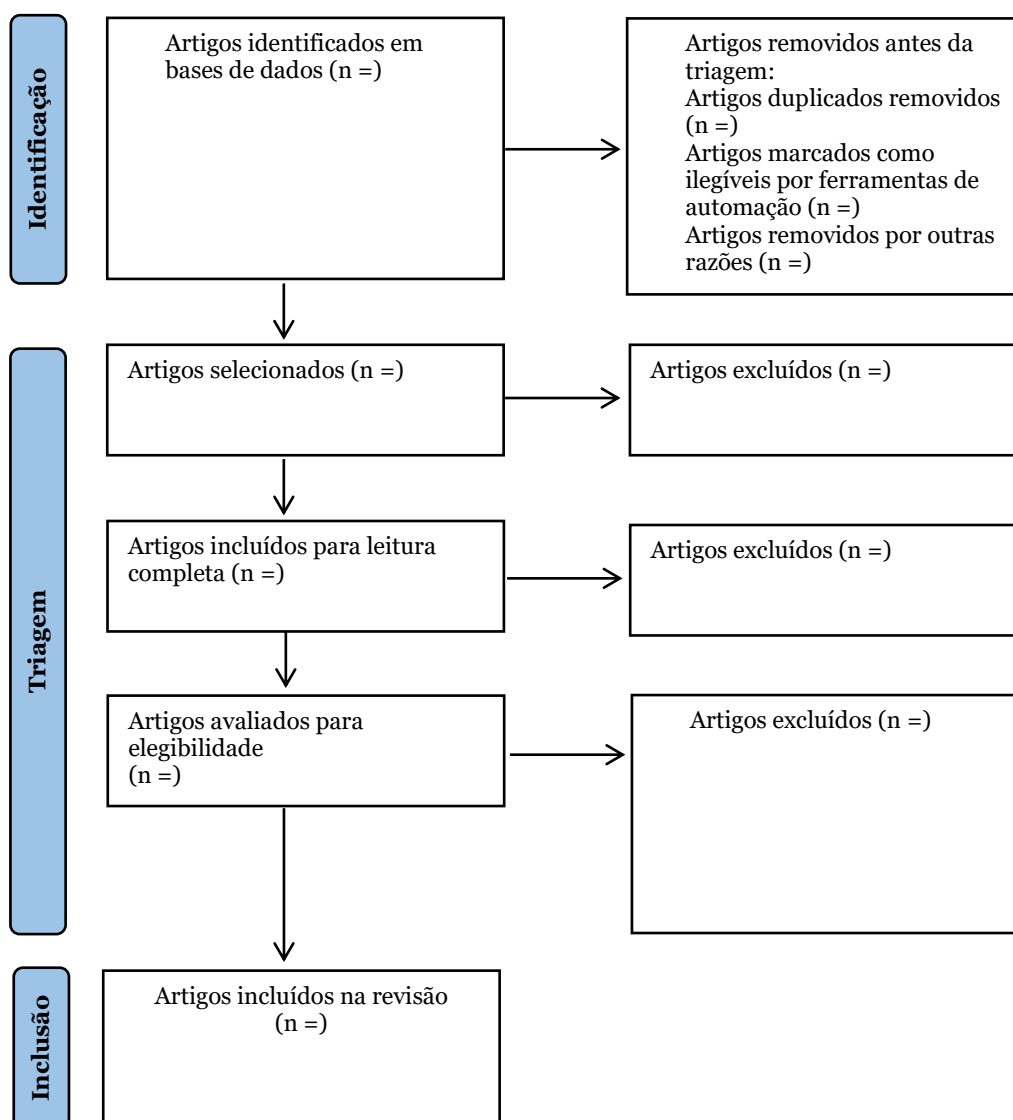 Identificação
Artigos identificados em
bases de dados (n =)
Artigos removidos antes da
triagem:
Artigos duplicados removidos
(n =)
Artigos marcados como
ilegíveis por ferramentas de
automação (n =)
Artigos removidos por outras
razões (n =)
Triagem
Artigos selecionados (n =)
Artigos excluídos (n =)
Artigos incluídos para leitura
completa (n =)
Artigos excluídos (n =)
Artigos avaliados para
elegibilidade
(n =)
Artigos excluídos (n =)
Inclusão
Artigos incluídos na revisão
(n =)